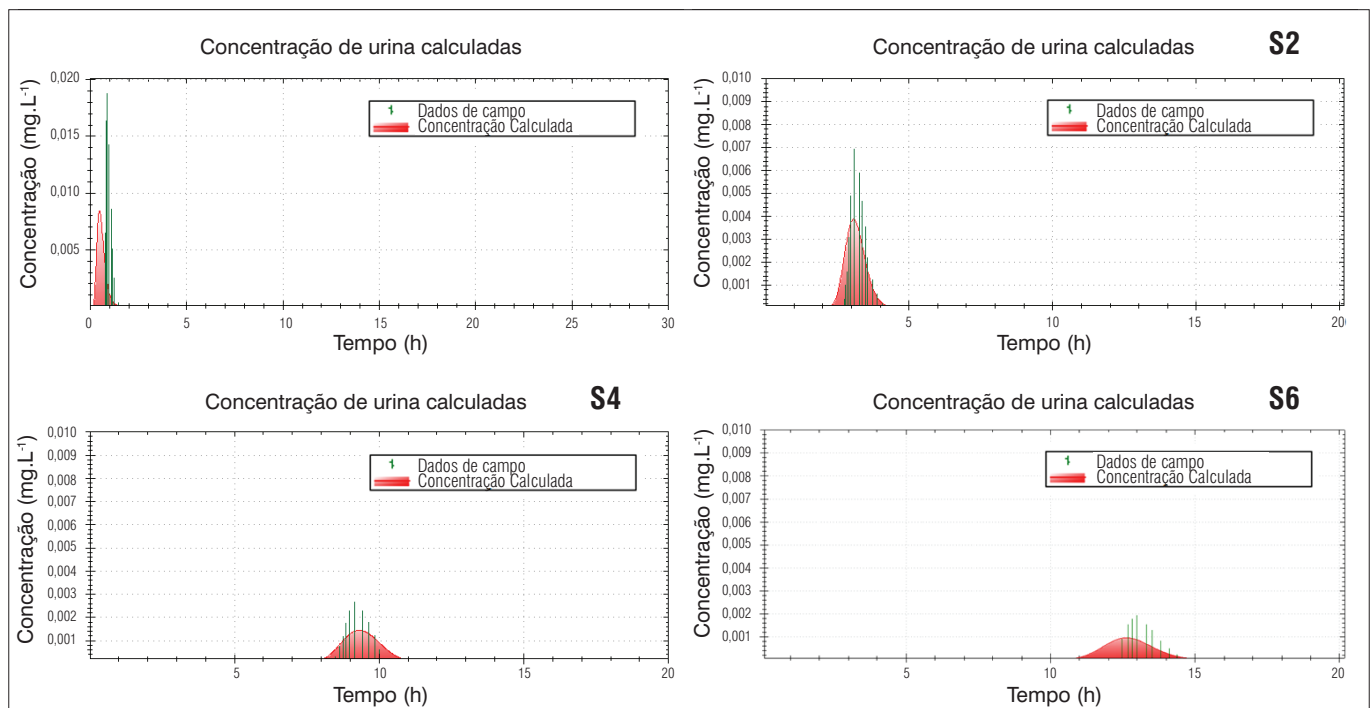 Concentração de urina calculadas
Concentração (mg.L-1)
0,020
0,015
0,010
0,005
Dados de campo
Concentração Calculada
0 5 10 15 20 25 30
Tempo (h)
Concentração de urina calculadas S2
Concentração (mg.L-1)
0,010
0,009
0,008
0,007
0,006
0,005
0,004
0,003
0,002
0,001
Dados de campo
Concentração Calculada
5 10 15 20
Tempo (h)
Concentração de urina calculadas S4
Concentração (mg.L-1)
0,010
0,009
0,008
0,007
0,006
0,005
0,004
0,003
0,002
0,001
Dados de campo
Concentração Calculada
5 10 15 20
Tempo (h)
Concentração de urina calculadas S6
Concentração (mg.L-1)
0,010
0,009
0,008
0,007
0,006
0,005
0,004
0,003
0,002
0,001
Dados de campo
Concentração Calculada
5 10 15 20
Tempo (h)